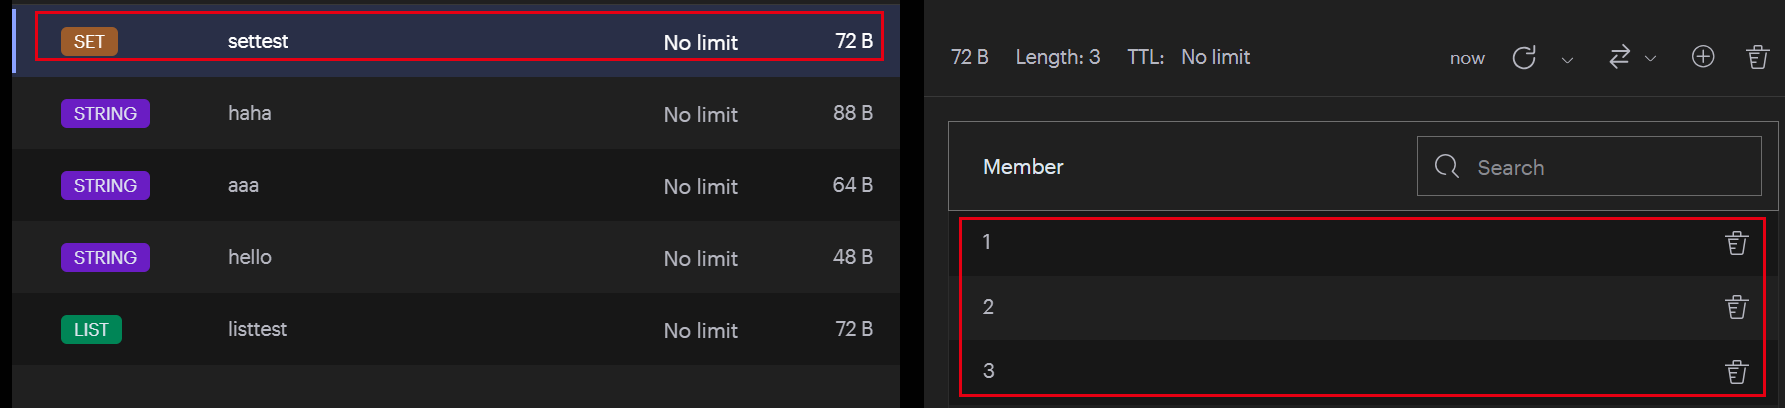 SET settest No limit 72 B
STRING haha No limit 88 B
STRING aaa No limit 64 B
STRING hello No limit 48 B
LIST listtest No limit 72 B
72 B Length: 3 TTL: No limit now
Member Search
1
2
3